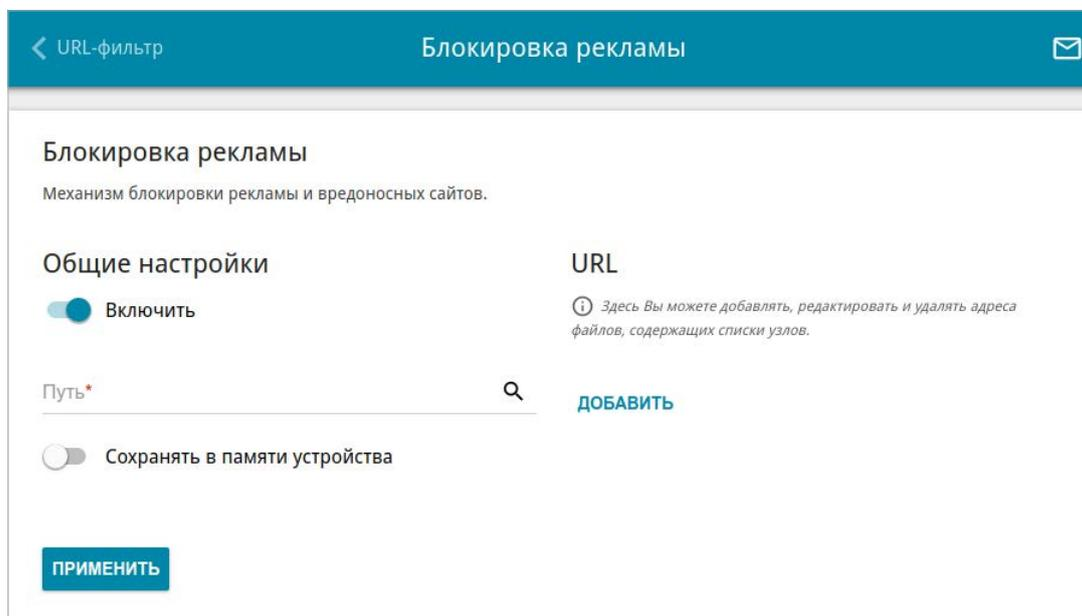 URL-фильтр
Блокировка рекламы
Блокировка рекламы
Механизм блокировки рекламы и вредоносных сайтов.
Общие настройки
Включить
Путь*
Сохранять в памяти устройства
ПРИМЕНИТЬ
URL
Здесь Вы можете добавлять, редактировать и удалять адреса
файлов, содержащих списки узлов.
ДОБАВИТЬ